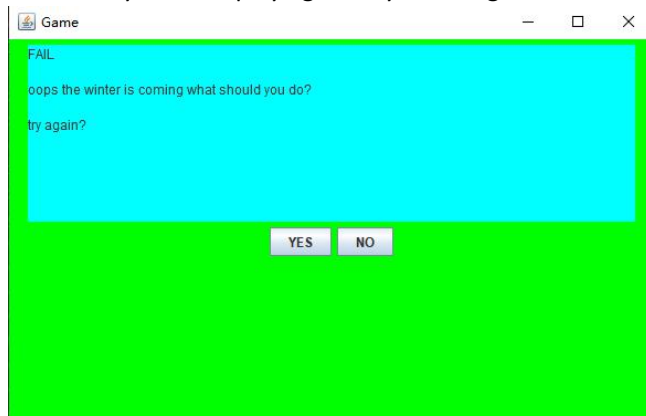 Game
FAIL
oops the winter is coming what should you do?
try again?
YES NO